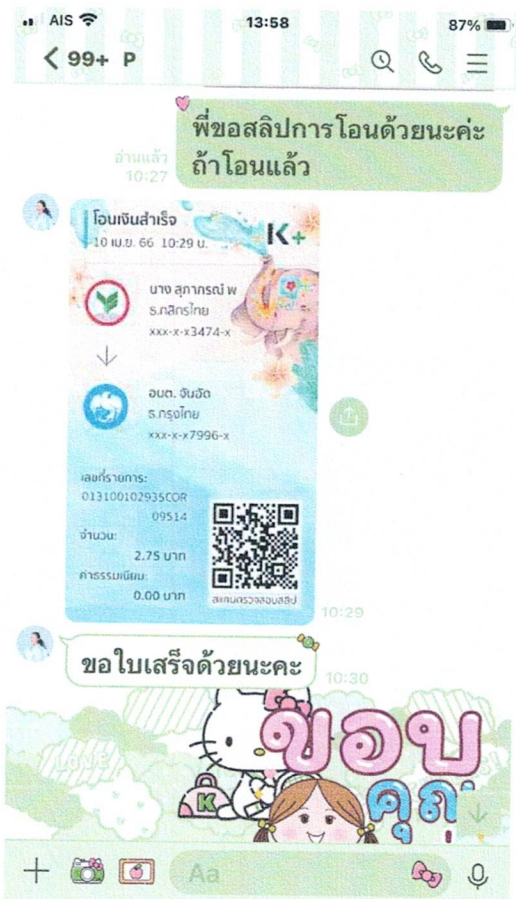 AIS
13:58
87%
99+ P
พี่ขอสลิปการโอนด้วยนะค่ะ
ถ้าโอนแล้ว
อ่านแล้ว
10:27
โอนเงินสำเร็จ
10 เม.ย. 66 10:29 น.
K+
นาง สุภาภรณ์ พ
ธ.กสิกรไทย
xxx-x-x3474-x
อบต. จันอัด
ธ.กรุงไทย
xxx-x-x7996-x
เลขที่รายการ:
013100102935COR
09514
จำนวน:
2.75 บาท
ค่าธรรมเนียม:
0.00 บาท
สแกนตรวจสอบสลิป
10:29
ขอใบเสร็จด้วยนะคะ
10:30
LOVE
ขอบ
คุณ
K
Aa